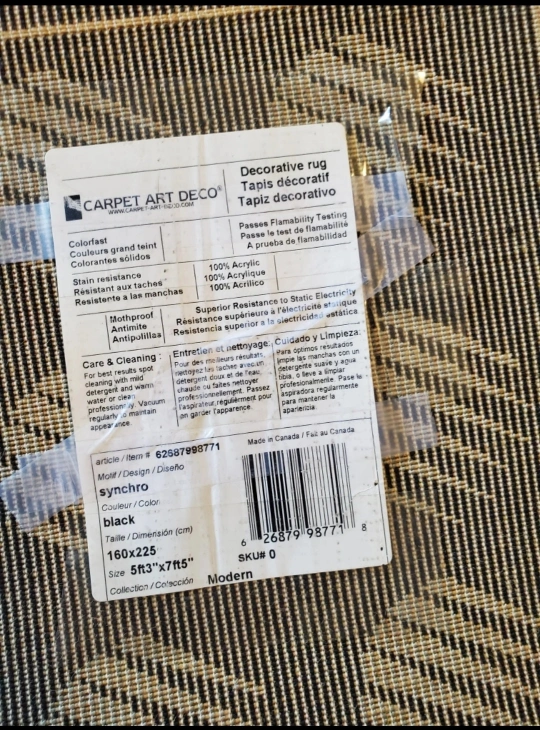 CARPET ART DECO®
WWW.CARPET-ART-DECO.COM
Decorative rug
Tapis décoratif
Tapiz decorativo
Colorfast
Couleurs grand teint
Colorantes sólidos
Passes Flamability Testing
Passe le test de flamabilité
A prueba de flamabilidad
Stain resistance
Résistant aux taches
Resistente a las manchas
100% Acrylic
100% Acrylique
100% Acrílico
Mothproof
Antimite
Antipulillas
Superior Resistance to Static Electricity
Résistance supérieure à l'électricité statique
Resistencia superior a la electricidad estática
Care & Cleaning :
For best results spot
cleaning with mild
detergent and warm
water or clean
professionaly. Vacuum
regularly to maintain
appearance.
Entretien et nettoyage:
Pour des meilleurs résultats,
nettoyez les taches avec un
détergent doux et de l'eau,
chaude ou faites nettoyer
professionnellement. Passez
l'aspirateur régulièrment pour
en garder l'apparence.
Cuidado y Limpieza:
Para óptimos resultados
limpie las manchas con un
detergente suave y agua
tibia, o lleve a limpiar
profesionalmente. Pase le
aspiradora regularmente
para mantener la
apariencia.
article / Item # 62687998771
Made in Canada / Fait au Canada
Motif / Design / Diseño
synchro
Couleur / Color
black
Taille / Dimensión (cm)
160x225
Size 5ft3"x7ft5"
Collection / Colección Modern
6 26879 98771 8
SKU# 0